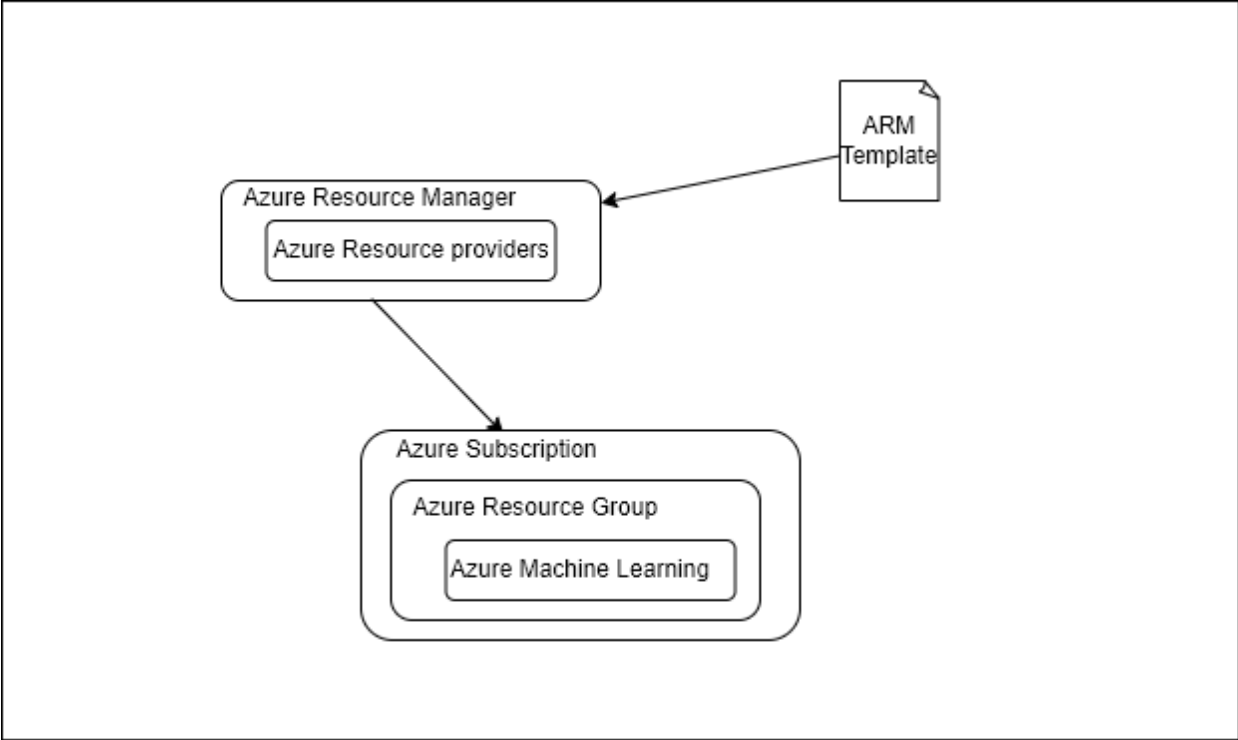 ARM
Template
Azure Resource Manager
Azure Resource providers
Azure Subscription
Azure Resource Group
Azure Machine Learning